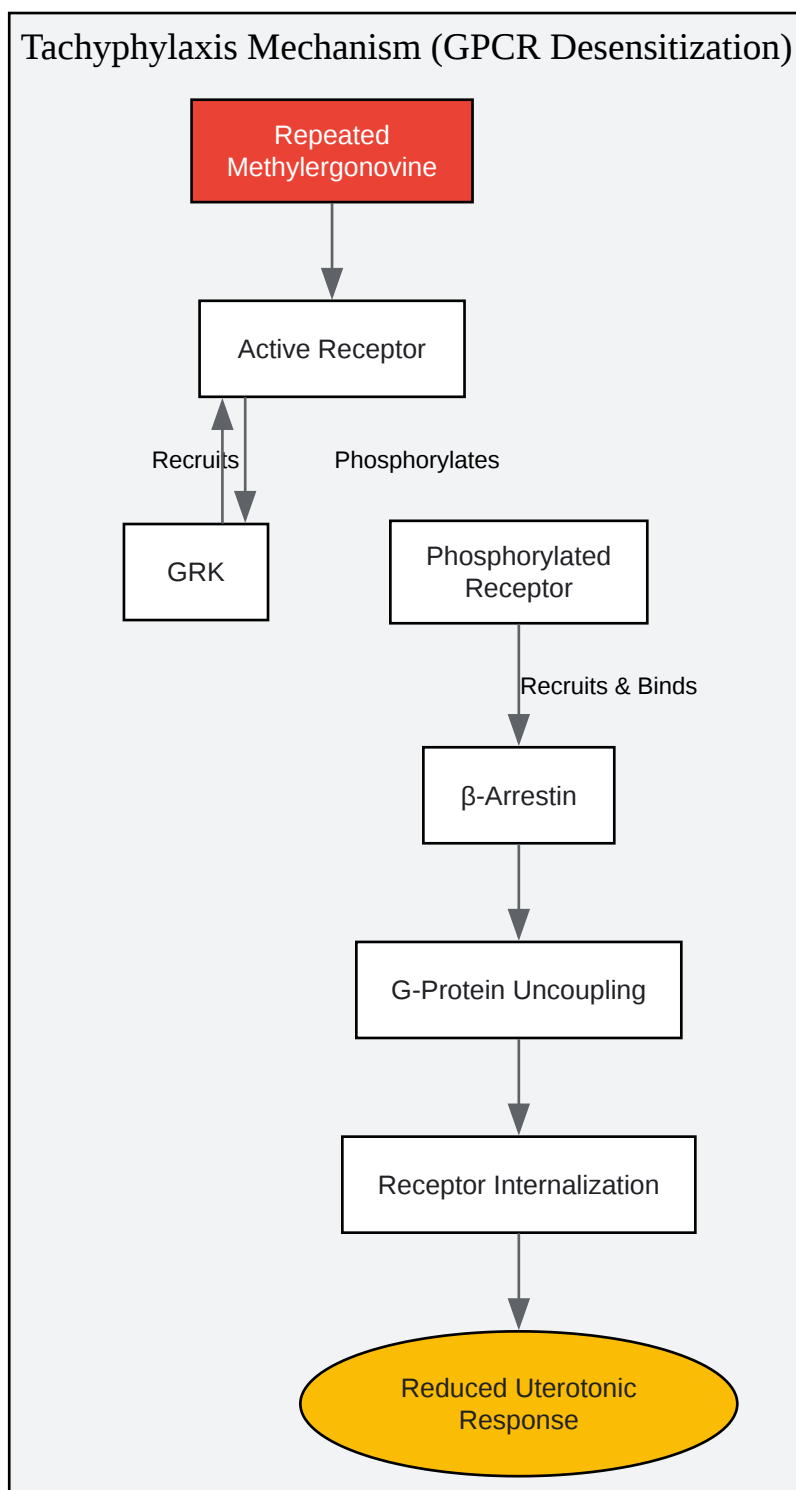 Tachyphylaxis Mechanism (GPCR Desensitization)
Repeated
Methylergonovine
Active Receptor
Recruits
Phosphorylates
GRK
Phosphorylated
Receptor
Recruits & Binds
β-Arrestin
G-Protein Uncoupling
Receptor Internalization
Reduced Uterotonic
Response